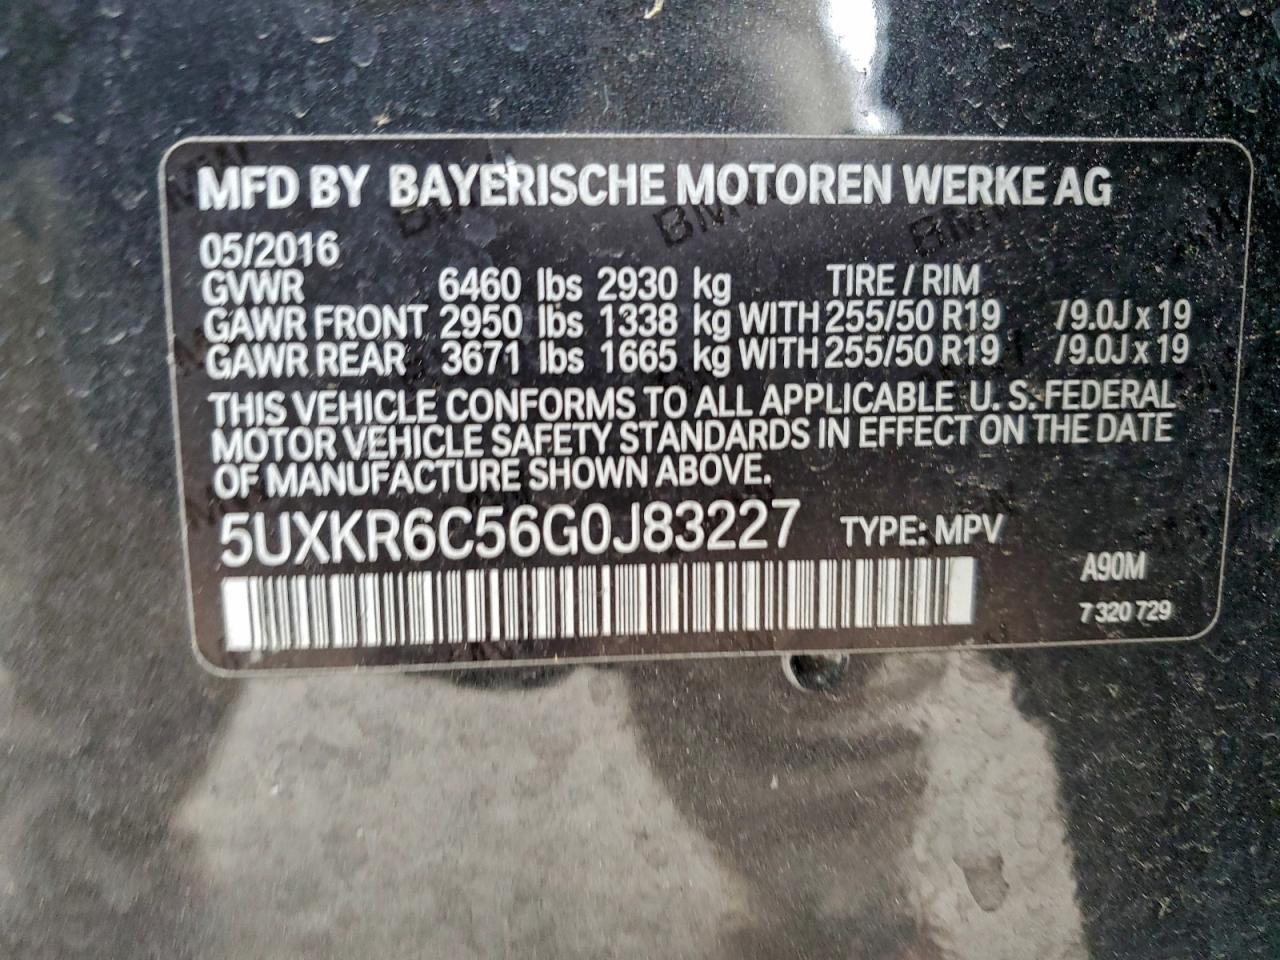 MFD BY BAYERISCHE MOTOREN WERKE AG
05/2016
GVWR 6460 lbs 2930 kg TIRE / RIM
GAWR FRONT 2950 lbs 1338 kg WITH 255/50 R19 /9.0J x 19
GAWR REAR 3671 lbs 1665 kg WITH 255/50 R19 /9.0J x 19
THIS VEHICLE CONFORMS TO ALL APPLICABLE U.S. FEDERAL
MOTOR VEHICLE SAFETY STANDARDS IN EFFECT ON THE DATE
OF MANUFACTURE SHOWN ABOVE.
5UXKR6C56G0J83227 TYPE: MPV
A90M
7 320 729